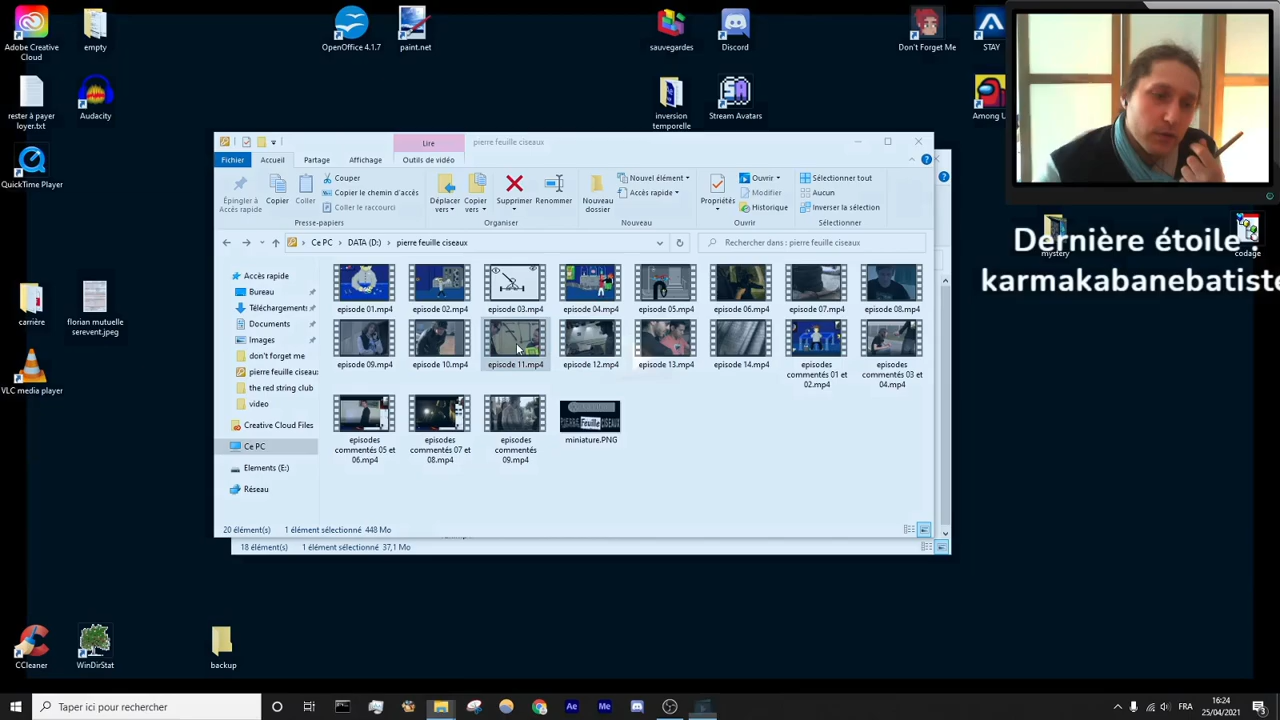 Adobe Creative
Cloud
empty
OpenOffice 4.1.7
paint.net
sauvegardes
Discord
Don't Forget Me
STAY
rester à payer
loyer.txt
Audacity
inversion
temporelle
Stream Avatars
Among U
QuickTime Player
Lire
pierre feuille ciseaux
Fichier
Accueil
Partage
Affichage
Outils de vidéo
Épingler à
Accès rapide
Copier
Coller
Couper
Copier le chemin d'accès
Coller le raccourci
Presse-papiers
Déplacer
vers
Copier
vers
Supprimer
Renommer
Organiser
Nouveau
dossier
Nouvel élément
Accès rapide
Nouveau
Propriétés
Ouvrir
Modifier
Historique
Ouvrir
Sélectionner tout
Aucun
Inverser la sélection
Sélectionner
Ce PC
DATA (D:)
pierre feuille ciseaux
Rechercher dans : pierre feuille ciseaux
Dernière étoile :
karmakabanebatiste
mystery
codage
Accès rapide
Bureau
Téléchargements
Documents
Images
don't forget me
pierre feuille ciseau
the red string club
video
Creative Cloud Files
Ce PC
Elements (E:)
Réseau
episode 01.mp4
episode 02.mp4
episode 03.mp4
episode 04.mp4
episode 05.mp4
episode 06.mp4
episode 07.mp4
episode 08.mp4
episode 09.mp4
episode 10.mp4
episode 11.mp4
episode 12.mp4
episode 13.mp4
episode 14.mp4
episodes
commentés 01 et
02.mp4
episodes
commentés 03 et
04.mp4
episodes
commentés 05 et
06.mp4
episodes
commentés 07 et
08.mp4
episodes
commentés
09.mp4
PIERRE Feuille CISEAUX
miniature.PNG
20 élément(s)
1 élément sélectionné 448 Mo
18 élément(s)
1 élément sélectionné 37,1 Mo
carrière
florian mutuelle
serevent.jpeg
VLC media player
CCleaner
WinDirStat
backup
Taper ici pour rechercher
Ae
Me
FRA
16:24
25/04/2021
3